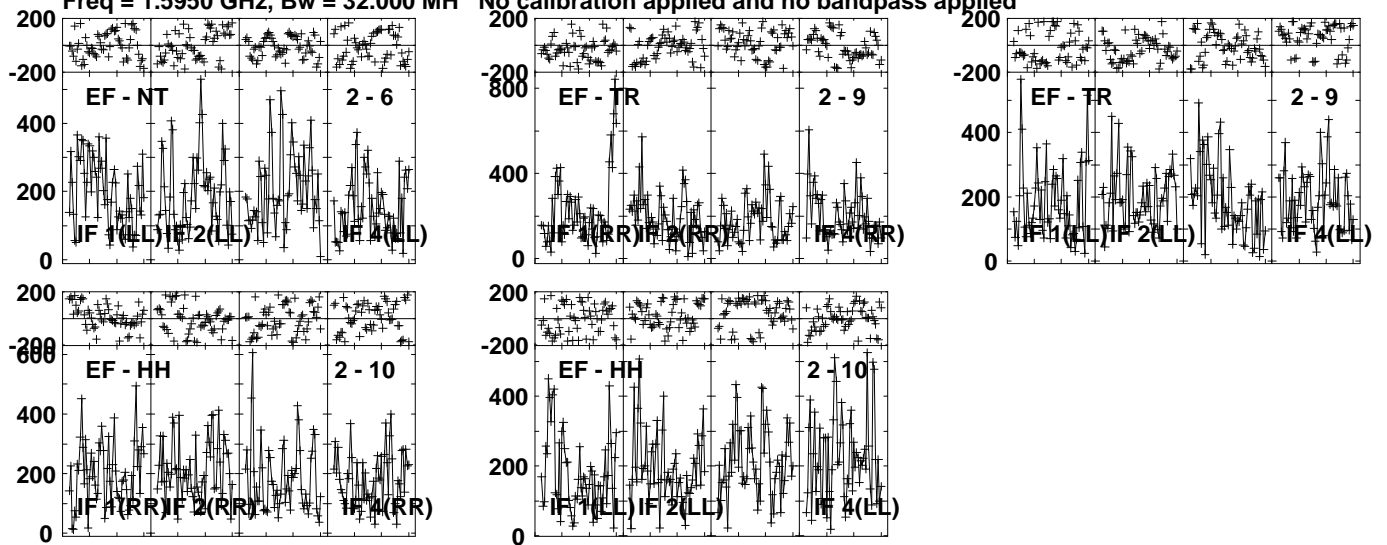 Freq = 1.5950 GHz, Bw = 32.000 MH No calibration applied and no bandpass applied
200 200 200
-200 -200 -200
EF - NT 2 - 6 800 EF - TR 2 - 9 EF - TR 2 - 9
400 400
400
200 200
IF 1(LL) IF 2(LL) IF 4(LL) IF 1(RR) IF 2(RR) IF 4(RR) IF 1(LL) IF 2(LL) IF 4(LL)
0 0 0
200 200
-200 -200
600 EF - HH 2 - 10 EF - HH 2 - 10
400 400
200 200
IF 1(RR) IF 2(RR) IF 4(RR) IF 1(LL) IF 2(LL) IF 4(LL)
0 0